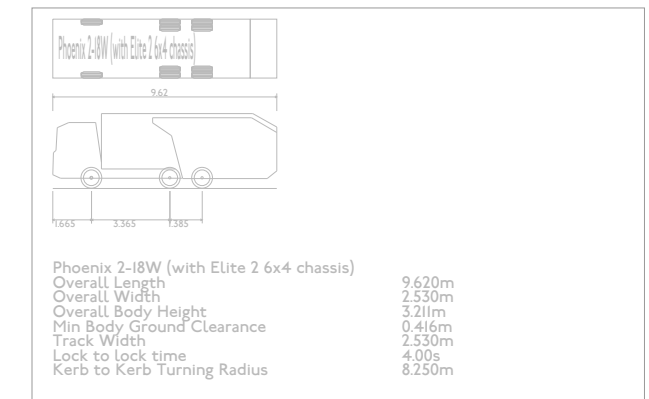 Phoenix 2-18W (with Elite 2 6x4 chassis)
9.62
1.665 3.365 1.385
Phoenix 2-18W (with Elite 2 6x4 chassis)
Overall Length 9.620m
Overall Width 2.530m
Overall Body Height 3.211m
Min Body Ground Clearance 0.416m
Track Width 2.530m
Lock to lock time 4.00s
Kerb to Kerb Turning Radius 8.250m